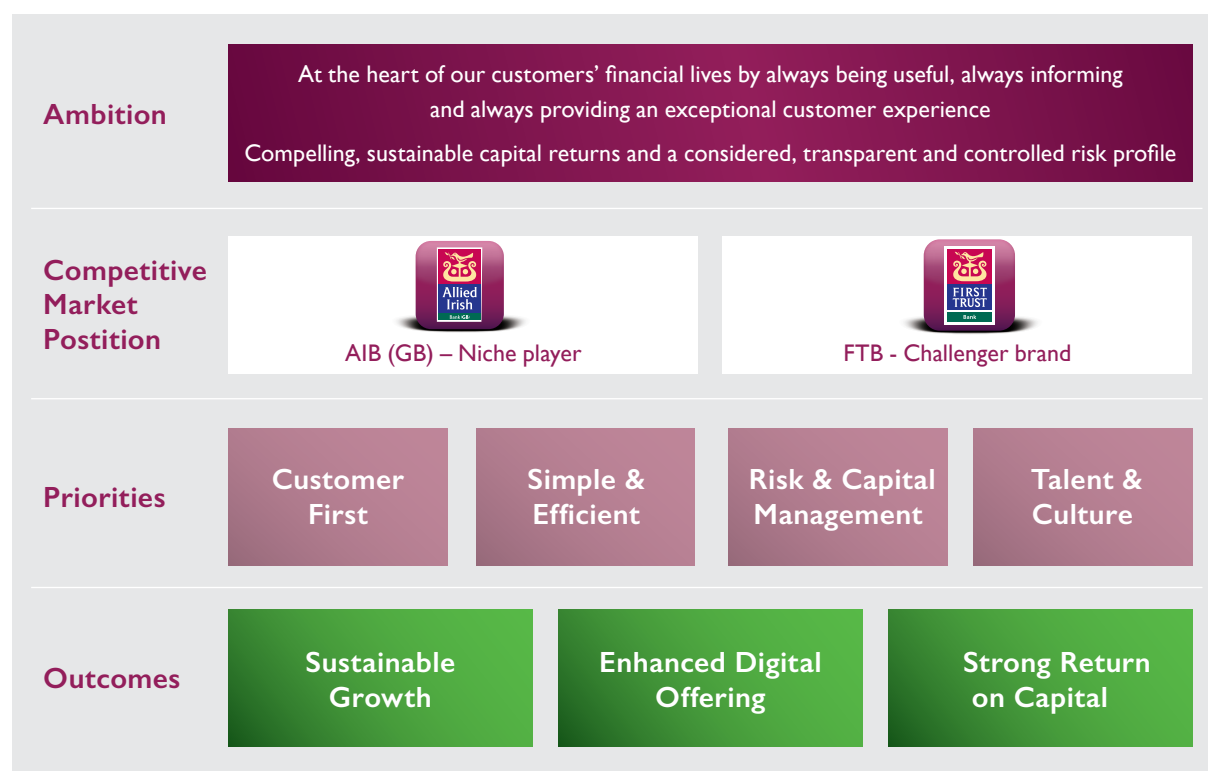 Ambition
At the heart of our customers’ financial lives by always being useful, always informing
and always providing an exceptional customer experience
Compelling, sustainable capital returns and a considered, transparent and controlled risk profile
Competitive
Market
Postition
Allied
Irish
Bank (GB)
AIB (GB) – Niche player
FIRST
TRUST
Bank
FTB - Challenger brand
Priorities
Customer
First
Simple &
Efficient
Risk & Capital
Management
Talent &
Culture
Outcomes
Sustainable
Growth
Enhanced Digital
Offering
Strong Return
on Capital